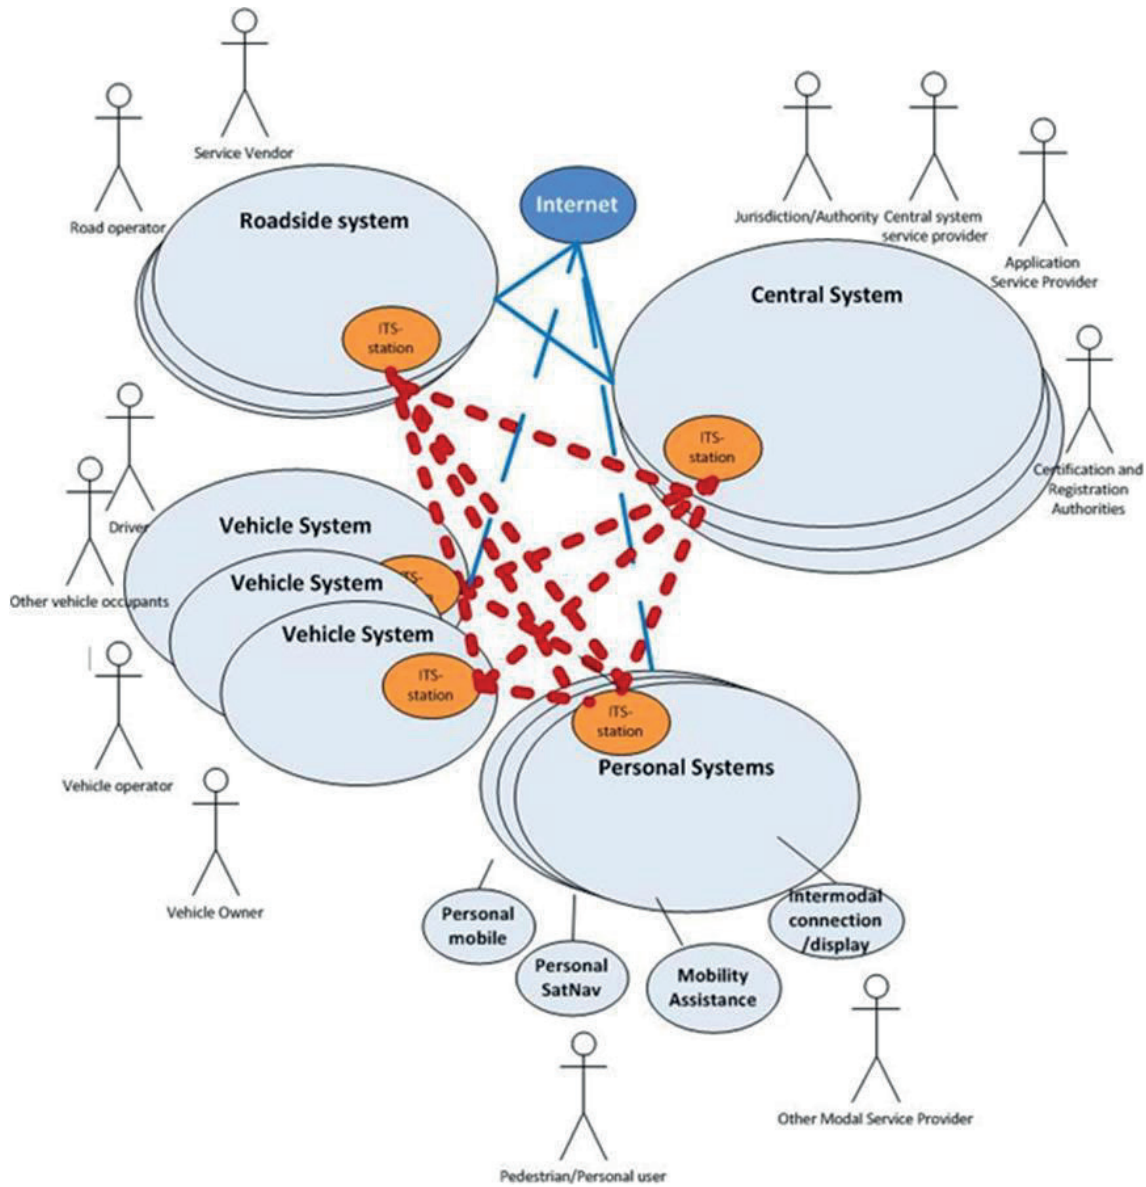 Service Vendor
Road operator
Roadside system
ITS-
station
Internet
Jurisdiction/Authority
Central system
service provider
Application
Service Provider
Central System
ITS-
station
Certification and
Registration
Authorities
Driver
Other vehicle occupants
Vehicle System
TS-
Vehicle System
Vehicle System
ITS-
station
Vehicle operator
Vehicle Owner
ITS-
station
Personal Systems
Personal
mobile
Personal
SatNav
Mobility
Assistance
Intermodal
connection
/display
Other Modal Service Provider
Pedestrian/Personal user